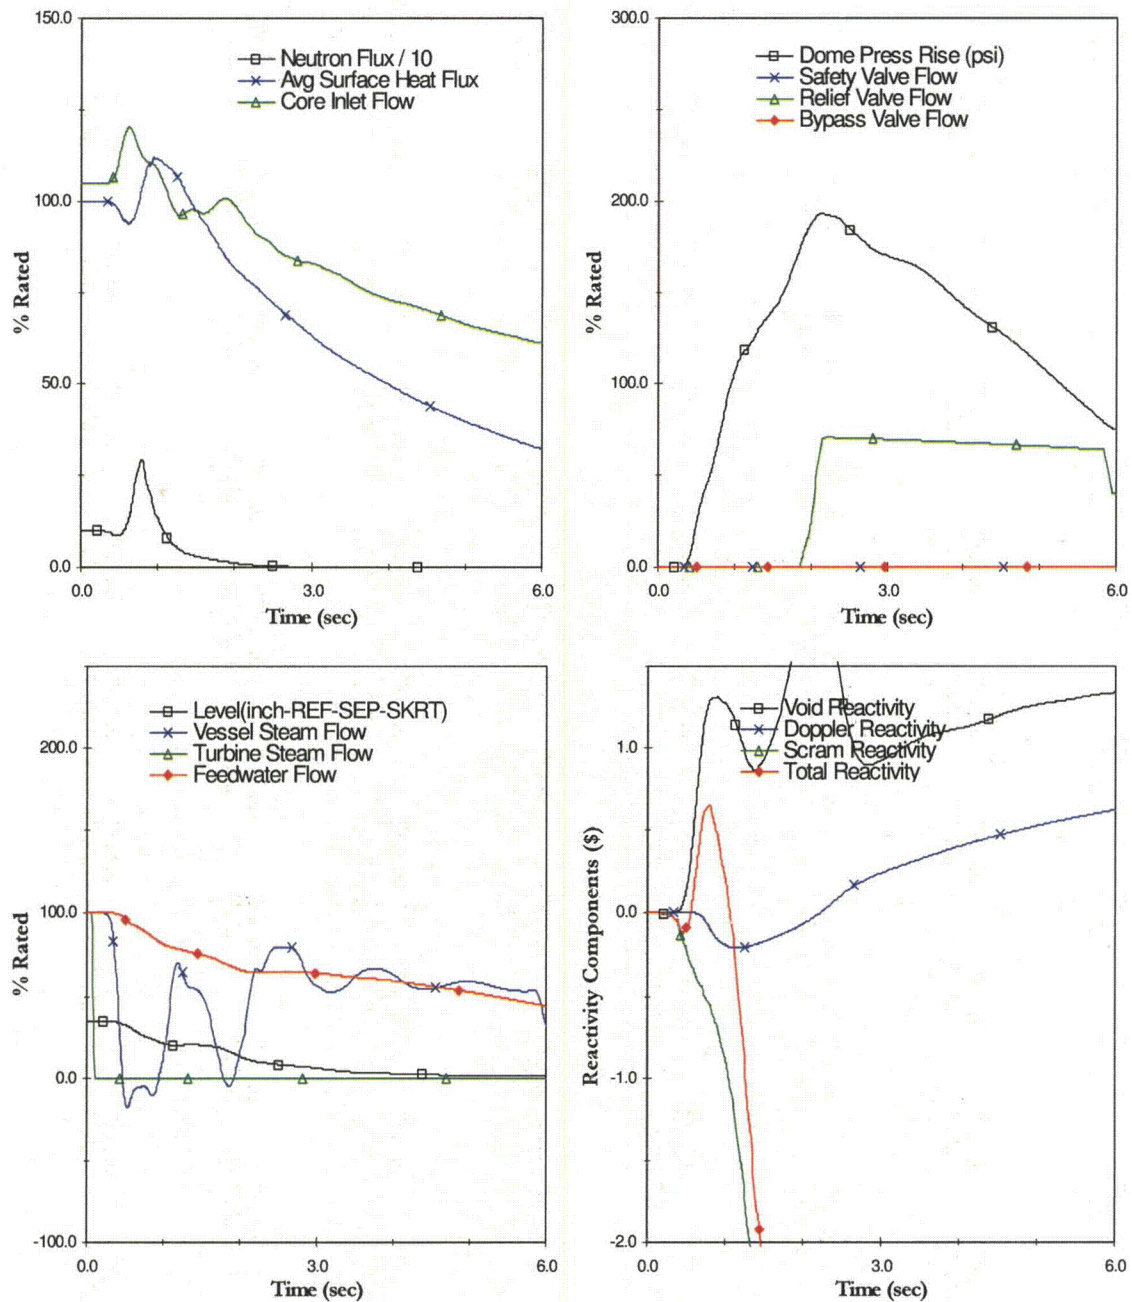 150.0
Neutron Flux / 10
Avg Surface Heat Flux
Core Inlet Flow
100.0
% Rated
50.0
0.0
0.0
3.0
6.0
Time (sec)
300.0
Dome Press Rise (psi)
Safety Valve Flow
Relief Valve Flow
Bypass Valve Flow
200.0
% Rated
100.0
0.0
0.0
3.0
6.0
Time (sec)
Level(inch-REF-SEP-SKRT)
Vessel Steam Flow
Turbine Steam Flow
Feedwater Flow
200.0
100.0
% Rated
0.0
-100.0
0.0
3.0
6.0
Time (sec)
Void Reactivity
Doppler Reactivity
Scram Reactivity
Total Reactivity
1.0
Reactivity Components ($)
0.0
-1.0
-2.0
0.0
3.0
6.0
Time (sec)